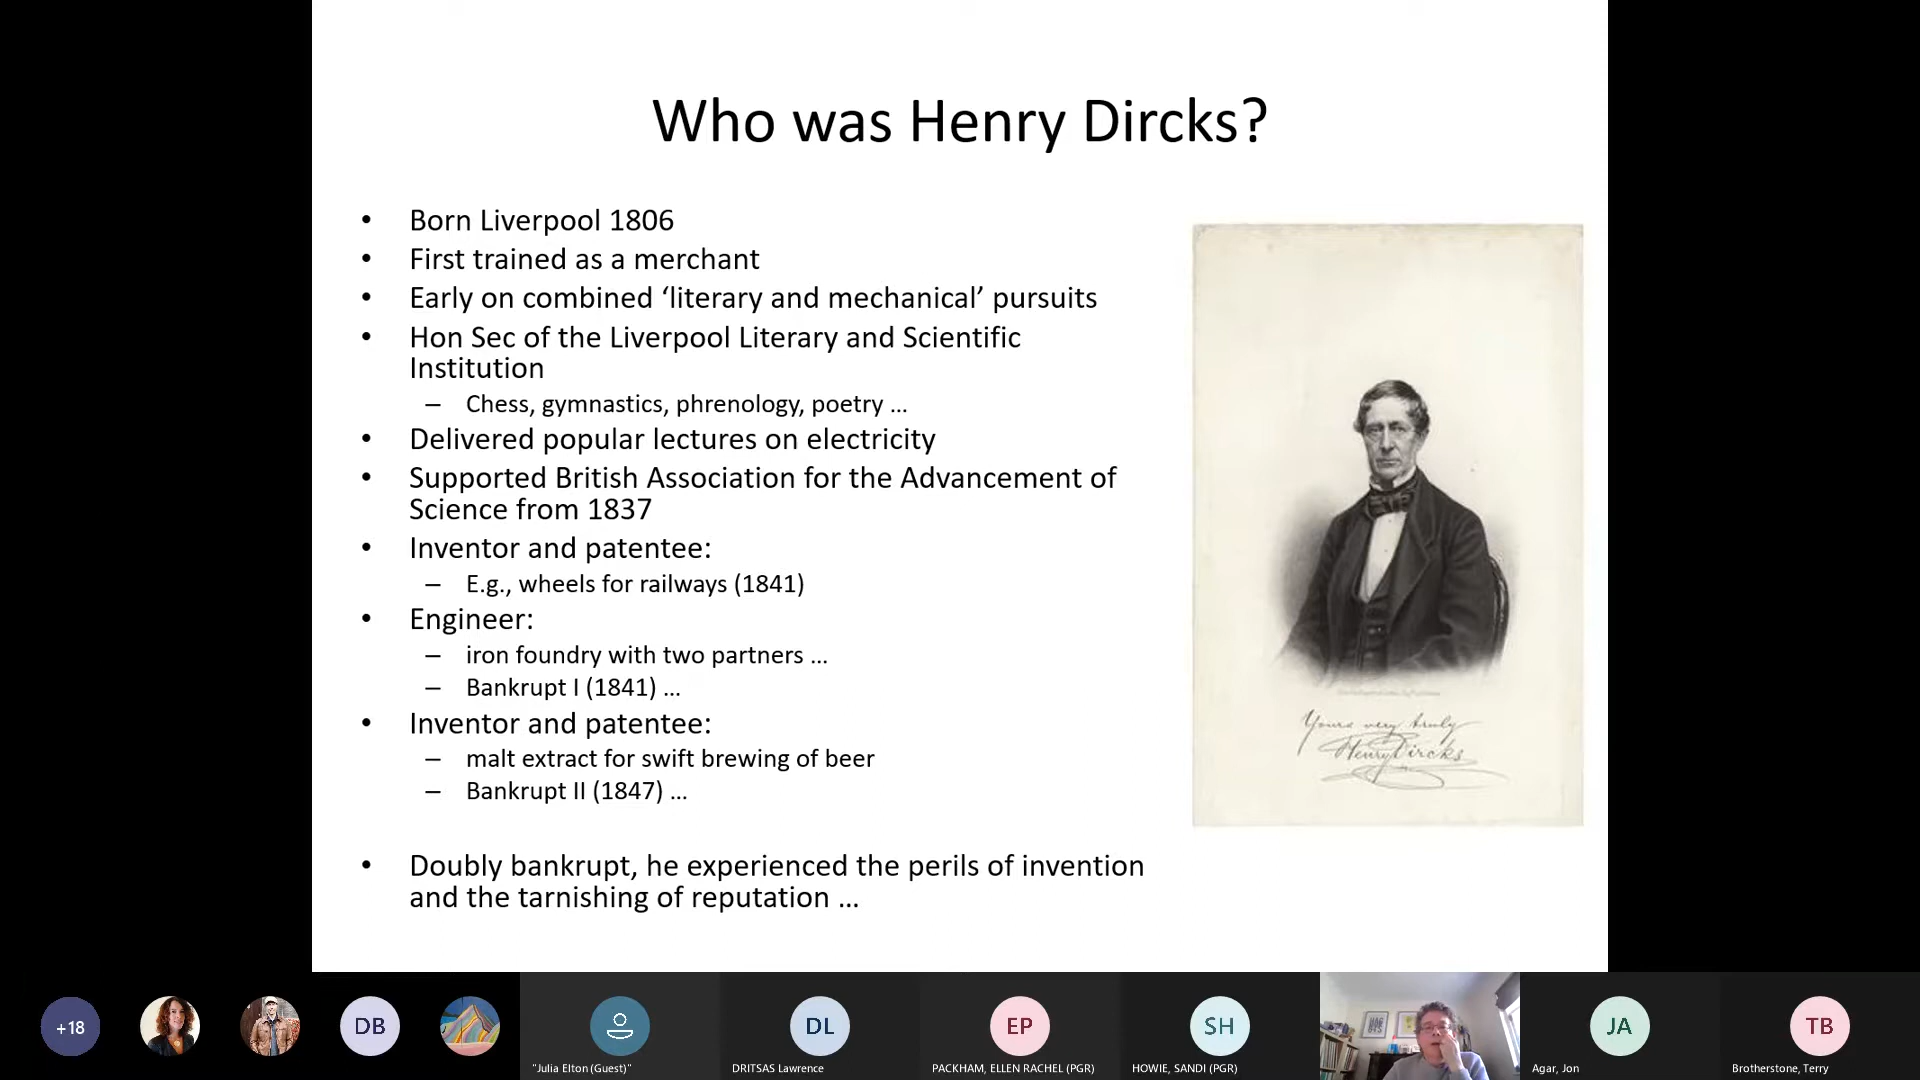 Who was Henry Dircks?
• Born Liverpool 1806
• First trained as a merchant
• Early on combined ‘literary and mechanical’ pursuits
• Hon Sec of the Liverpool Literary and Scientific
Institution
– Chess, gymnastics, phrenology, poetry ...
• Delivered popular lectures on electricity
• Supported British Association for the Advancement of
Science from 1837
• Inventor and patentee:
– E.g., wheels for railways (1841)
• Engineer:
– iron foundry with two partners ...
– Bankrupt I (1841) ...
• Inventor and patentee:
– malt extract for swift brewing of beer
– Bankrupt II (1847) ...
• Doubly bankrupt, he experienced the perils of invention
and the tarnishing of reputation ...
Yours very truly
Henry Dircks
+18
DB
DL
EP
SH
JA
TB
"Julia Elton (Guest)"
DRITSAS Lawrence
PACKHAM, ELLEN RACHEL (PGR)
HOWIE, SANDI (PGR)
Agar, Jon
Brotherstone, Terry